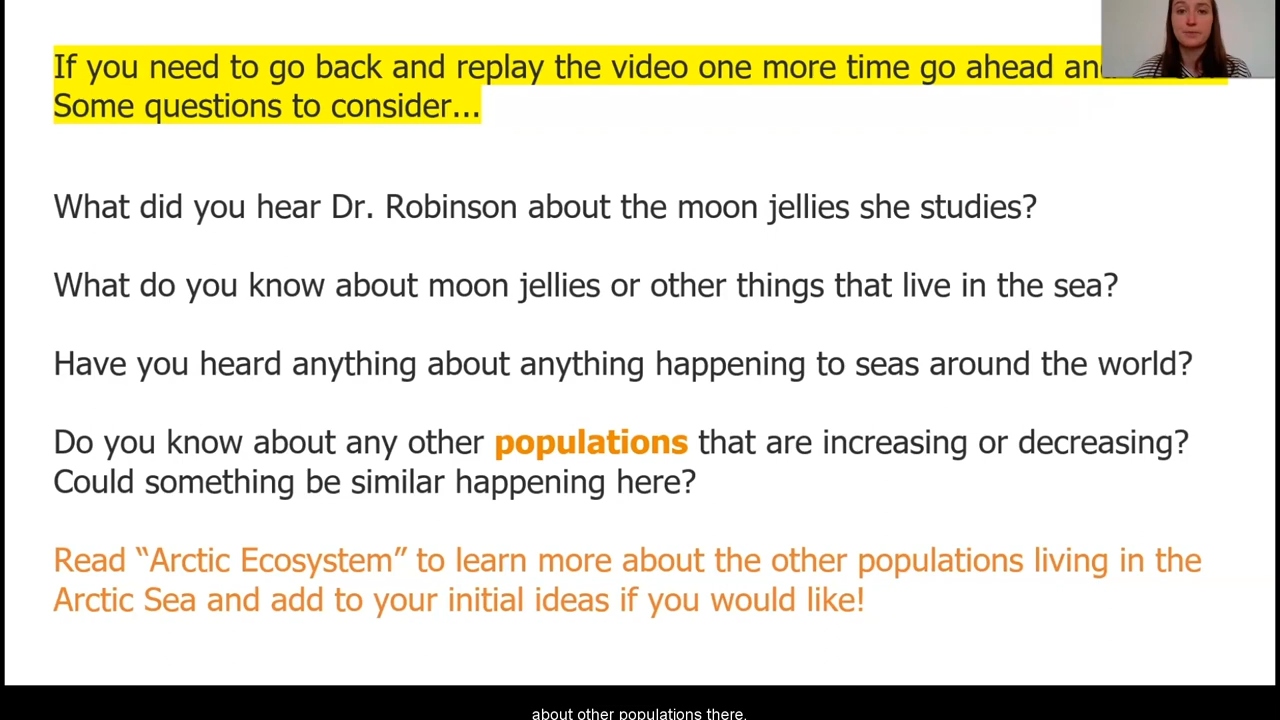 If you need to go back and replay the video one more time go ahead and
Some questions to consider...
What did you hear Dr. Robinson about the moon jellies she studies?
What do you know about moon jellies or other things that live in the sea?
Have you heard anything about anything happening to seas around the world?
Do you know about any other populations that are increasing or decreasing?
Could something be similar happening here?
Read “Arctic Ecosystem” to learn more about the other populations living in the
Arctic Sea and add to your initial ideas if you would like!
about other populations there.